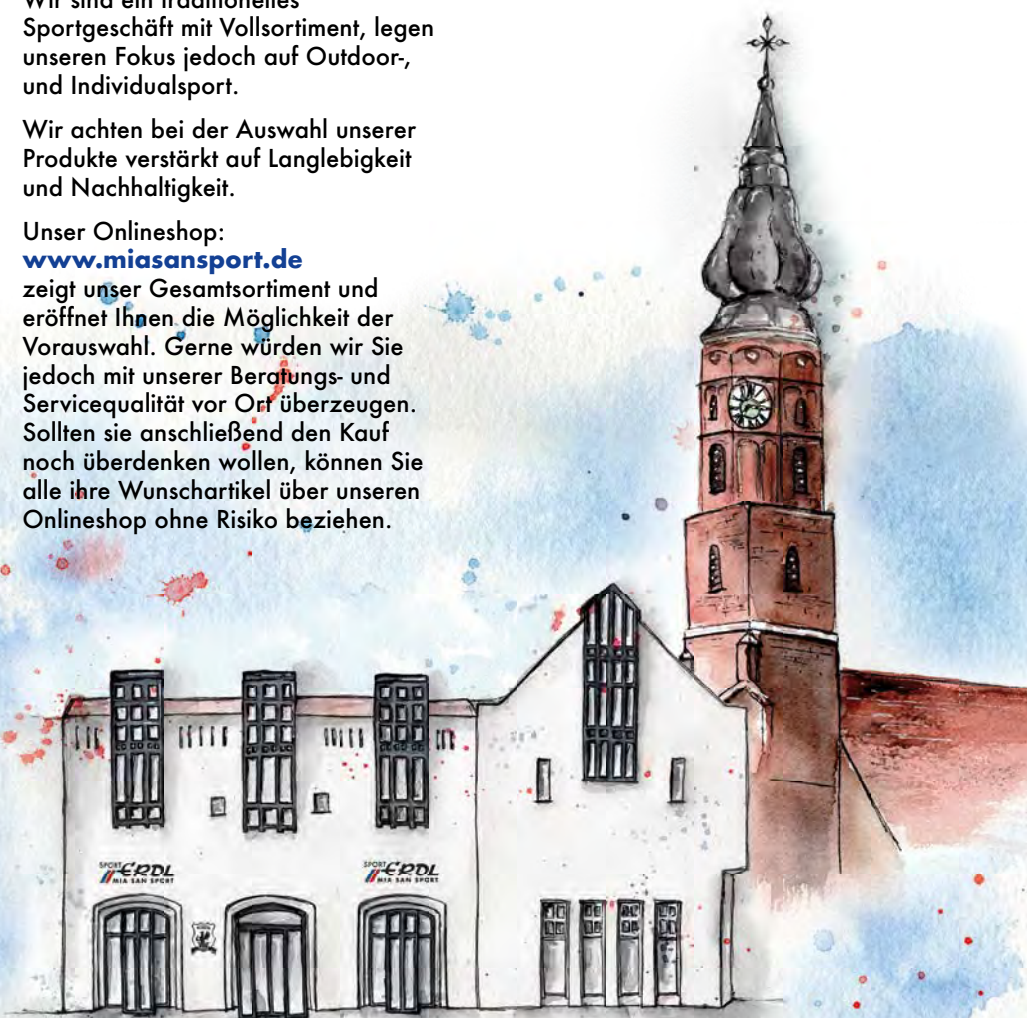 Wir sind ein traditionelles
Sportgeschäft mit Vollsortiment, legen
unseren Fokus jedoch auf Outdoor-,
und Individualsport.
Wir achten bei der Auswahl unserer
Produkte verstärkt auf Langlebigkeit
und Nachhaltigkeit.
Unser Onlineshop:
www.miasansport.de
zeigt unser Gesamtsortiment und
eröffnet Ihnen die Möglichkeit der
Vorauswahl. Gerne würden wir Sie
jedoch mit unserer Beratungs- und
Servicequalität vor Ort überzeugen.
Sollten sie anschließend den Kauf
noch überdenken wollen, können Sie
alle ihre Wunschartikel über unseren
Onlineshop ohne Risiko beziehen.
SPORT ERDL
MIA SAN SPORT
SPORT ERDL
MIA SAN SPORT